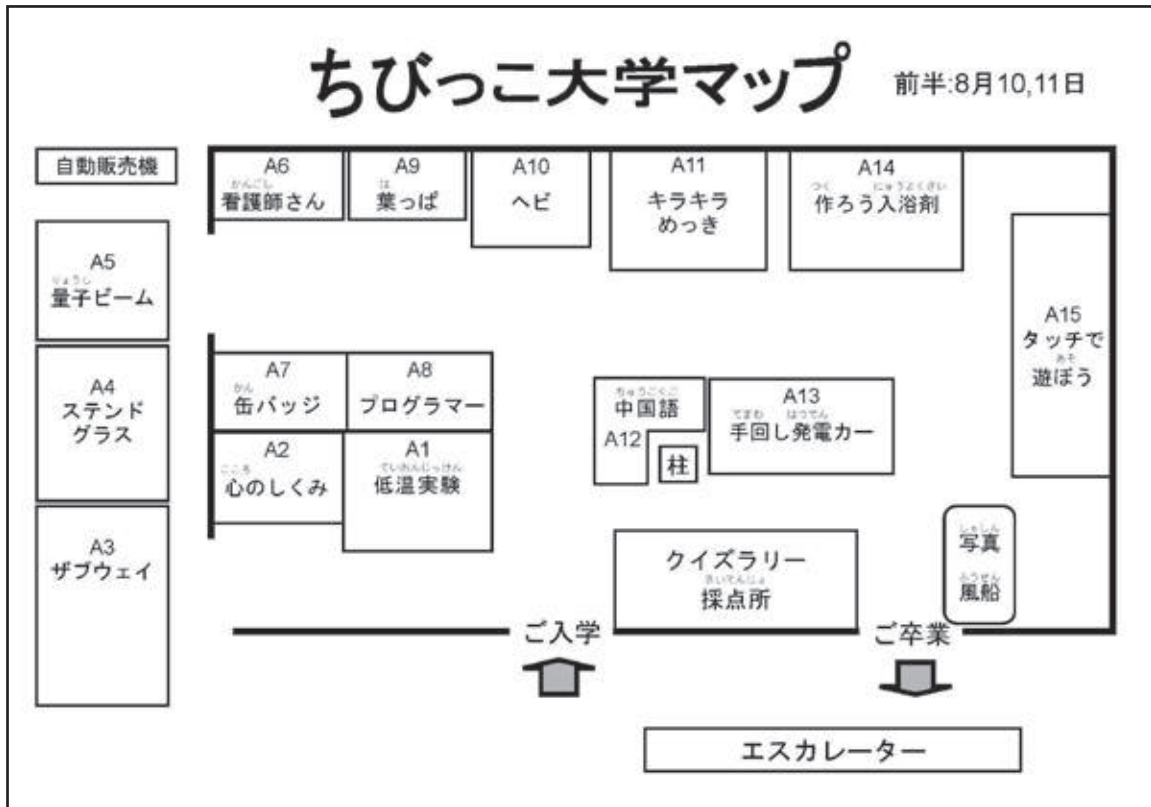 ちびっこ大学マップ
前半:8月10,11日
自動販売機
A6
かんごし
看護師さん
A9
は
葉っぱ
A10
ヘビ
A11
キラキラ
めっき
A14
つく にゅうよくざい
作ろう入浴剤
A5
りょうし
量子ビーム
A15
タッチで
あそ
遊ぼう
A4
ステンド
グラス
A7
かん
缶バッジ
A8
プログラマー
ちゅうごくご
中国語
A12
柱
A13
てまわ はつでん
手回し発電カー
A2
こころ
心のしくみ
A1
ていおんじっけん
低温実験
A3
ザブウェイ
クイズラリー
さいてんじょ
採点所
しゃしん
写真
ふうせん
風船
ご入学
ご卒業
エスカレーター